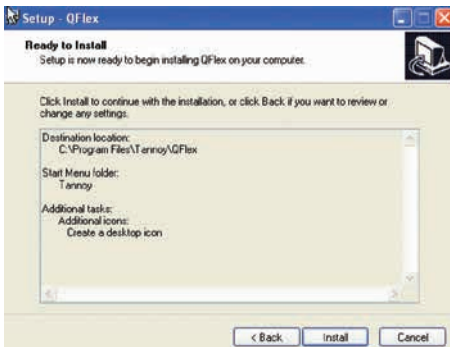 Setup - QFlex
Ready to Install
Setup is now ready to begin installing QFlex on your computer.
Click Install to continue with the installation, or click Back if you want to review or
change any settings.
Destination location:
C:\Program Files\Tannoy\QFlex
Start Menu folder:
Tannoy
Additional tasks:
Additional icons:
Create a desktop icon
< Back
Install
Cancel